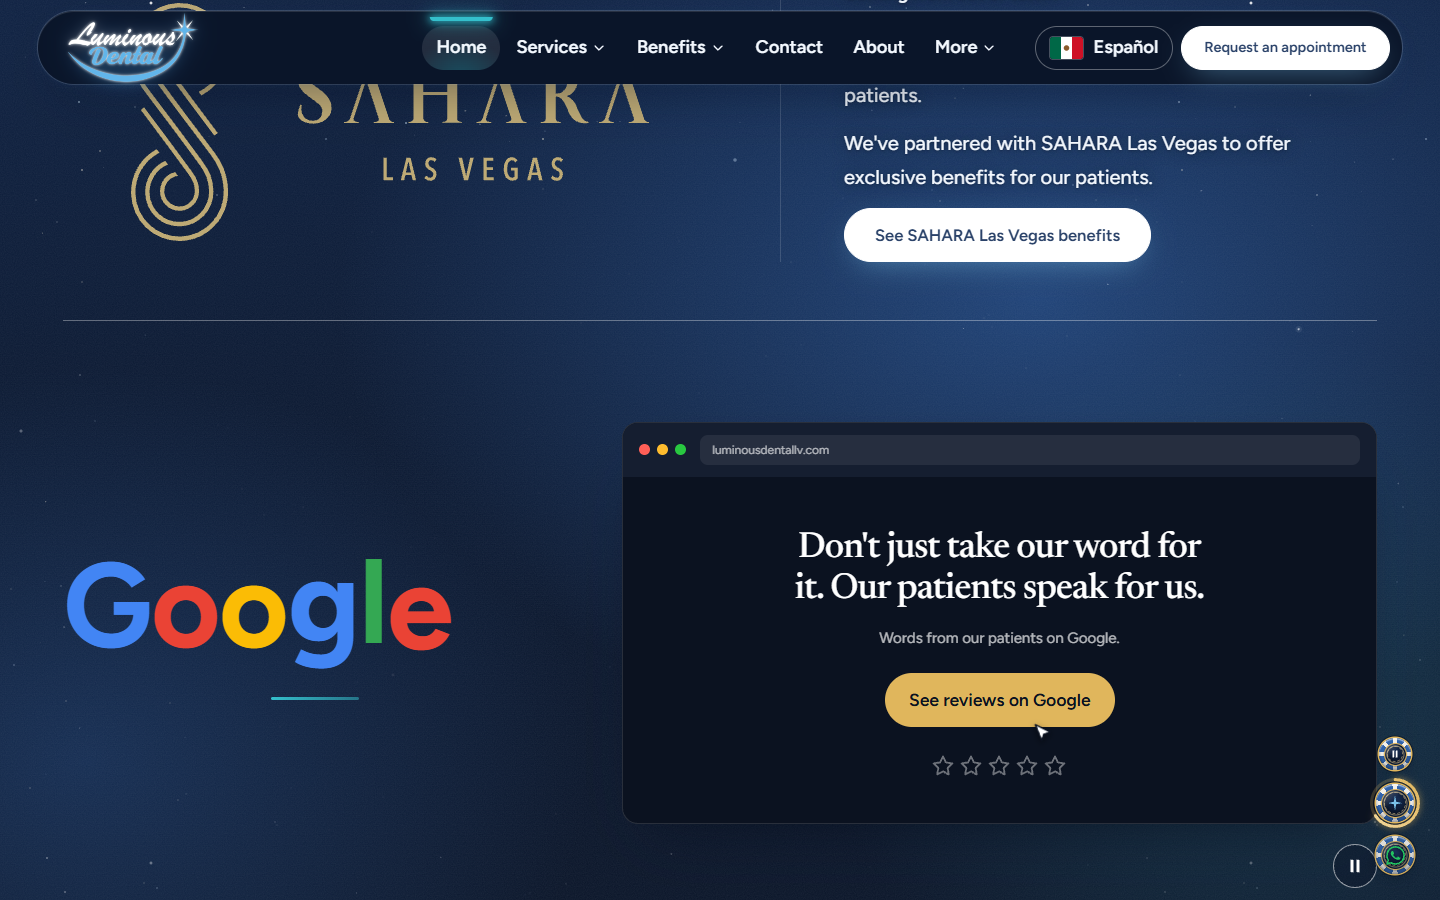 Luminous
Dental
Home
Services
Benefits
Contact
About
More
Español
Request an appointment
SAHARA
LAS VEGAS
patients.
We've partnered with SAHARA Las Vegas to offer
exclusive benefits for our patients.
See SAHARA Las Vegas benefits
Google
luminousdentallv.com
Don't just take our word for
it. Our patients speak for us.
Words from our patients on Google.
See reviews on Google